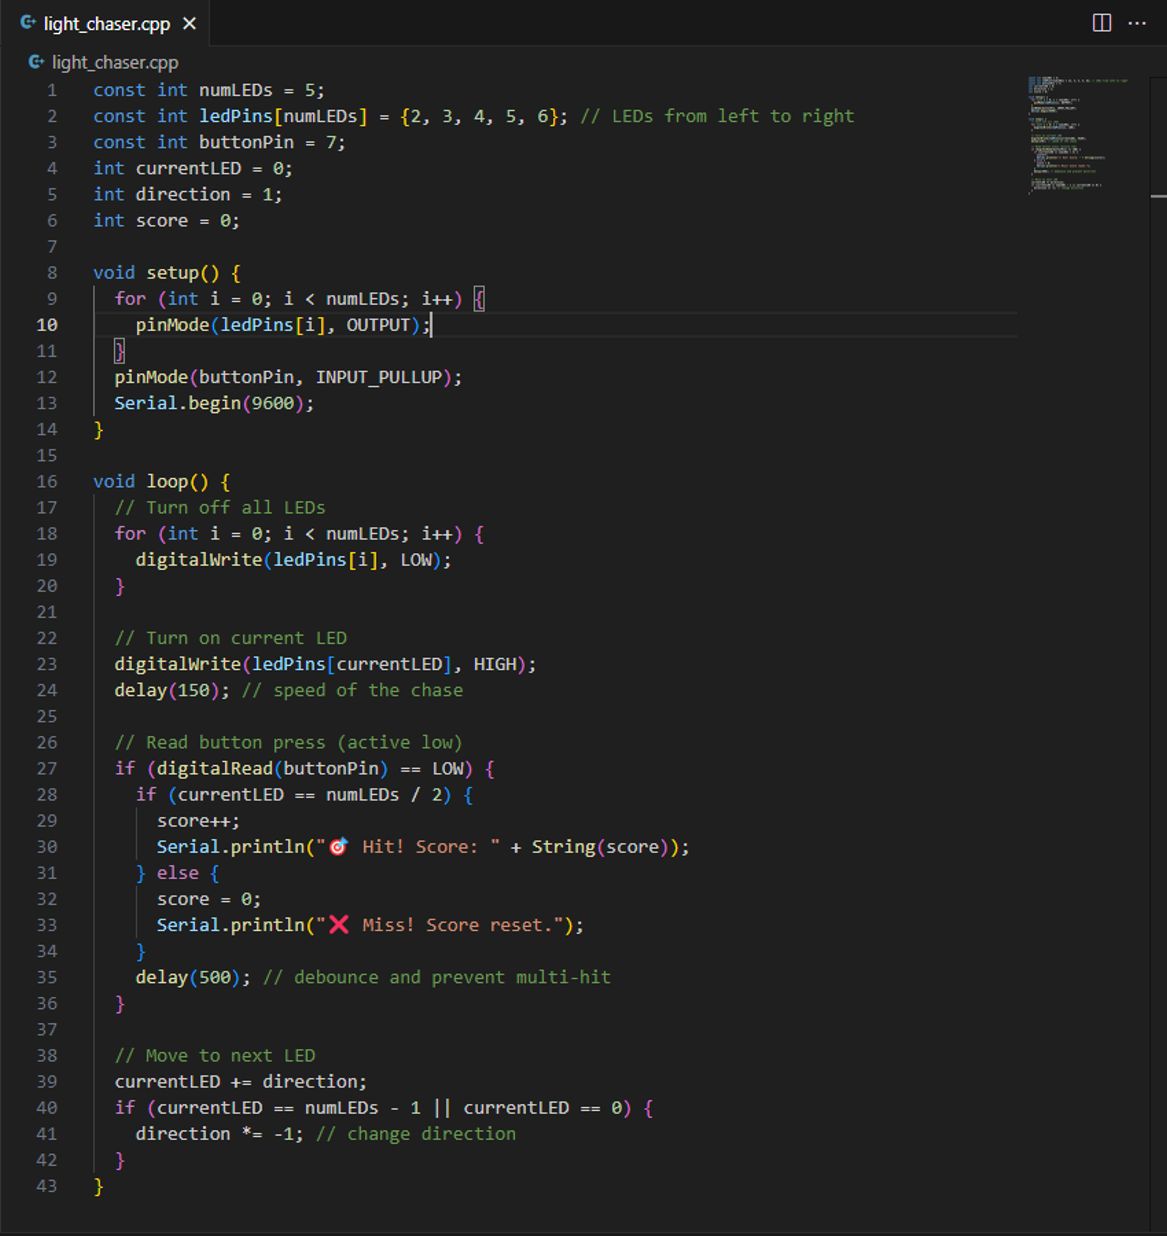 light_chaser.cpp
light_chaser.cpp
1 const int numLEDs = 5;
2 const int ledPins[numLEDs] = {2, 3, 4, 5, 6}; // LEDs from left to right
3 const int buttonPin = 7;
4 int currentLED = 0;
5 int direction = 1;
6 int score = 0;
7
8 void setup() {
9   for (int i = 0; i < numLEDs; i++) {
10     pinMode(ledPins[i], OUTPUT);
11   }
12   pinMode(buttonPin, INPUT_PULLUP);
13   Serial.begin(9600);
14 }
15
16 void loop() {
17   // Turn off all LEDs
18   for (int i = 0; i < numLEDs; i++) {
19     digitalWrite(ledPins[i], LOW);
20   }
21
22   // Turn on current LED
23   digitalWrite(ledPins[currentLED], HIGH);
24   delay(150); // speed of the chase
25
26   // Read button press (active low)
27   if (digitalRead(buttonPin) == LOW) {
28     if (currentLED == numLEDs / 2) {
29       score++;
30       Serial.println("🎯 Hit! Score: " + String(score));
31     } else {
32       score = 0;
33       Serial.println("❌ Miss! Score reset.");
34     }
35     delay(500); // debounce and prevent multi-hit
36   }
37
38   // Move to next LED
39   currentLED += direction;
40   if (currentLED == numLEDs - 1 || currentLED == 0) {
41     direction *= -1; // change direction
42   }
43 }